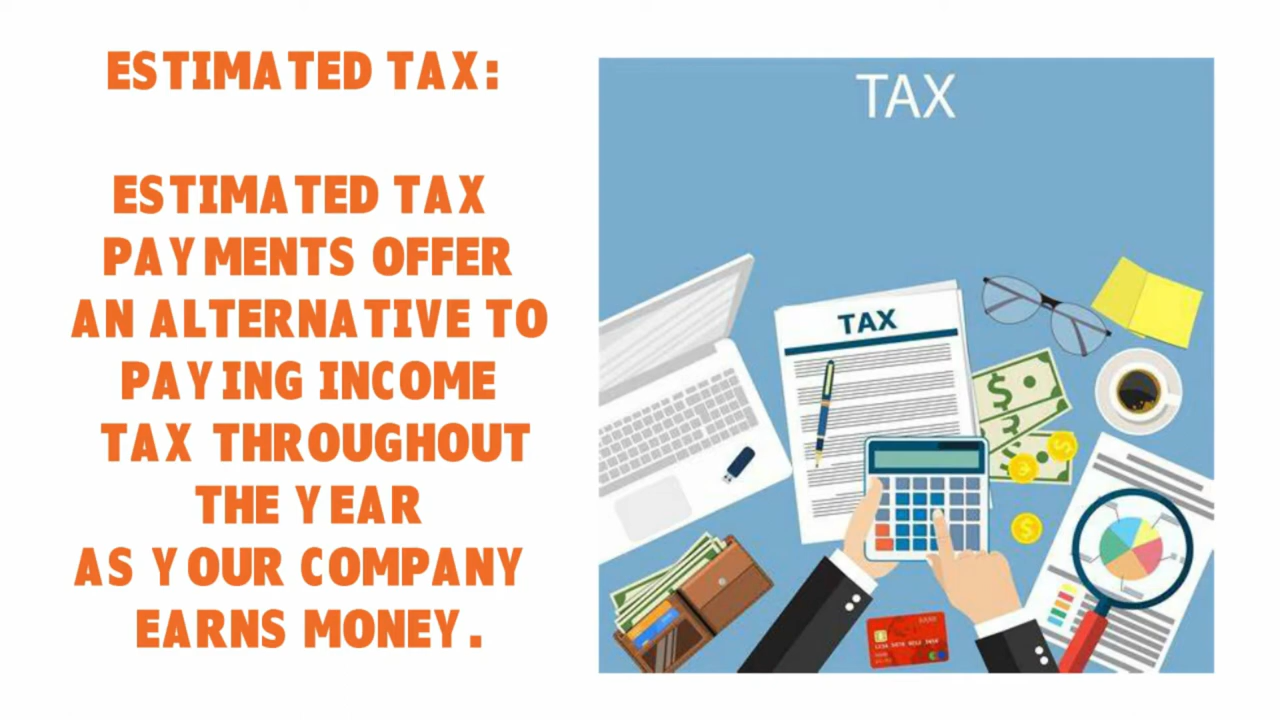 ESTIMATED TAX:
ESTIMATED TAX
PAYMENTS OFFER
AN ALTERNATIVE TO
PAYING INCOME
TAX THROUGHOUT
THE YEAR
AS YOUR COMPANY
EARNS MONEY.
TAX
TAX